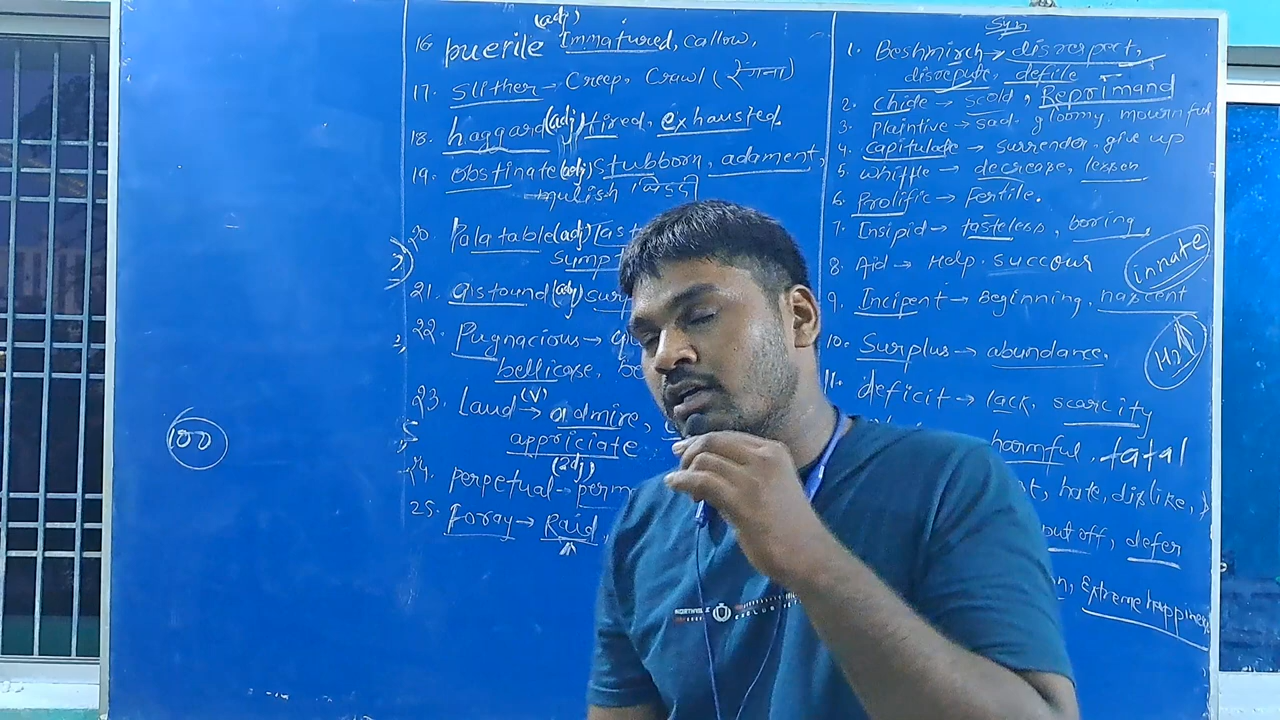 (adj)
16. puerile Immatured, callow,
17. Slither → Creep, Crawl (रेंगना)
18. haggard (adj) tired, exhausted.
19. obstinate (adj) Stubborn, adament,
mulish
20. Palatable (adj)
21. astound (adj)
22. Pugnacious →
bellicose,
(v)
23. Laud → admire,
appriciate
(adj)
24. perpetual →
25. Foray → Raid,
100
Syn
1. Beshmirch → disrespect,
disrepute, defile
2. Chide → scold, Reprimand
3. Plaintive → sad, gloomy, mournful
4. Capitulate → surrender, give up
5. Whiffle → decrease, lesson
6. Prolific → Fertile.
7. Insipid → tasteless, boring,
innate
8. Aid → Help, succour
9. Incipent → Beginning, nascent
10. Surplus → abundance.
11. deficit → lack, scarcity
harmful, fatal
hate, dislike,
put off, defer
Extreme happiness